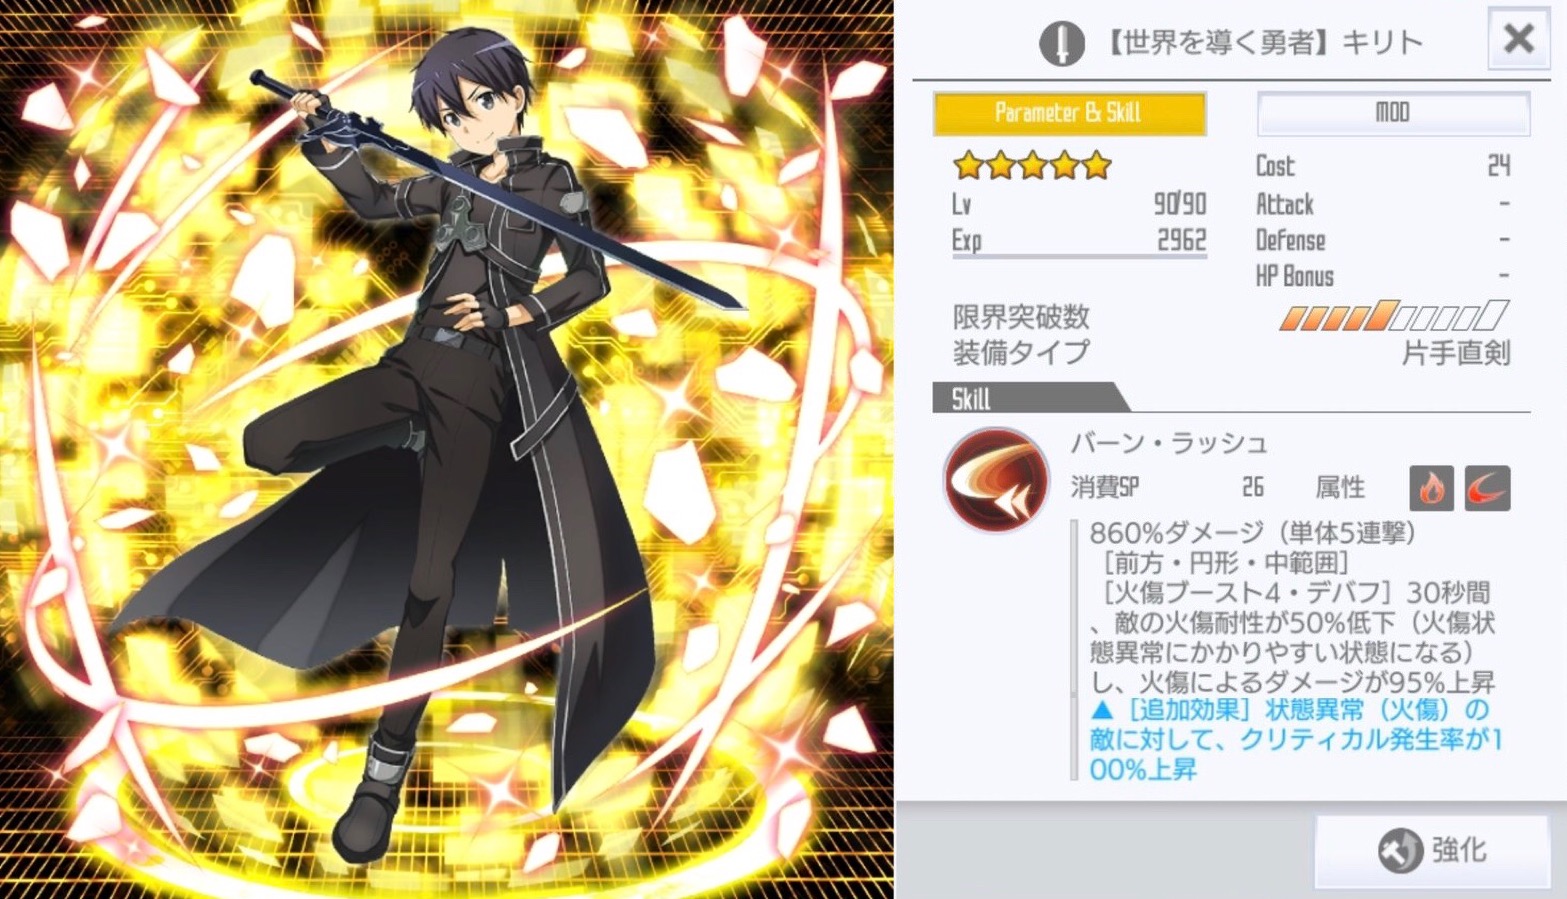 【世界を導く勇者】キリト
Parameter & Skill
MOD
Lv 90/90
Exp 2962
Cost 24
Attack -
Defense -
HP Bonus -
限界突破数
装備タイプ 片手直剣
Skill
バーン・ラッシュ
消費SP 26 属性
860%ダメージ（単体5連撃）
［前方・円形・中範囲］
［火傷ブースト4・デバフ］30秒間
、敵の火傷耐性が50%低下（火傷状
態異常にかかりやすい状態になる）
し、火傷によるダメージが95%上昇
▲［追加効果］状態異常（火傷）の
敵に対して、クリティカル発生率が1
00%上昇
強化